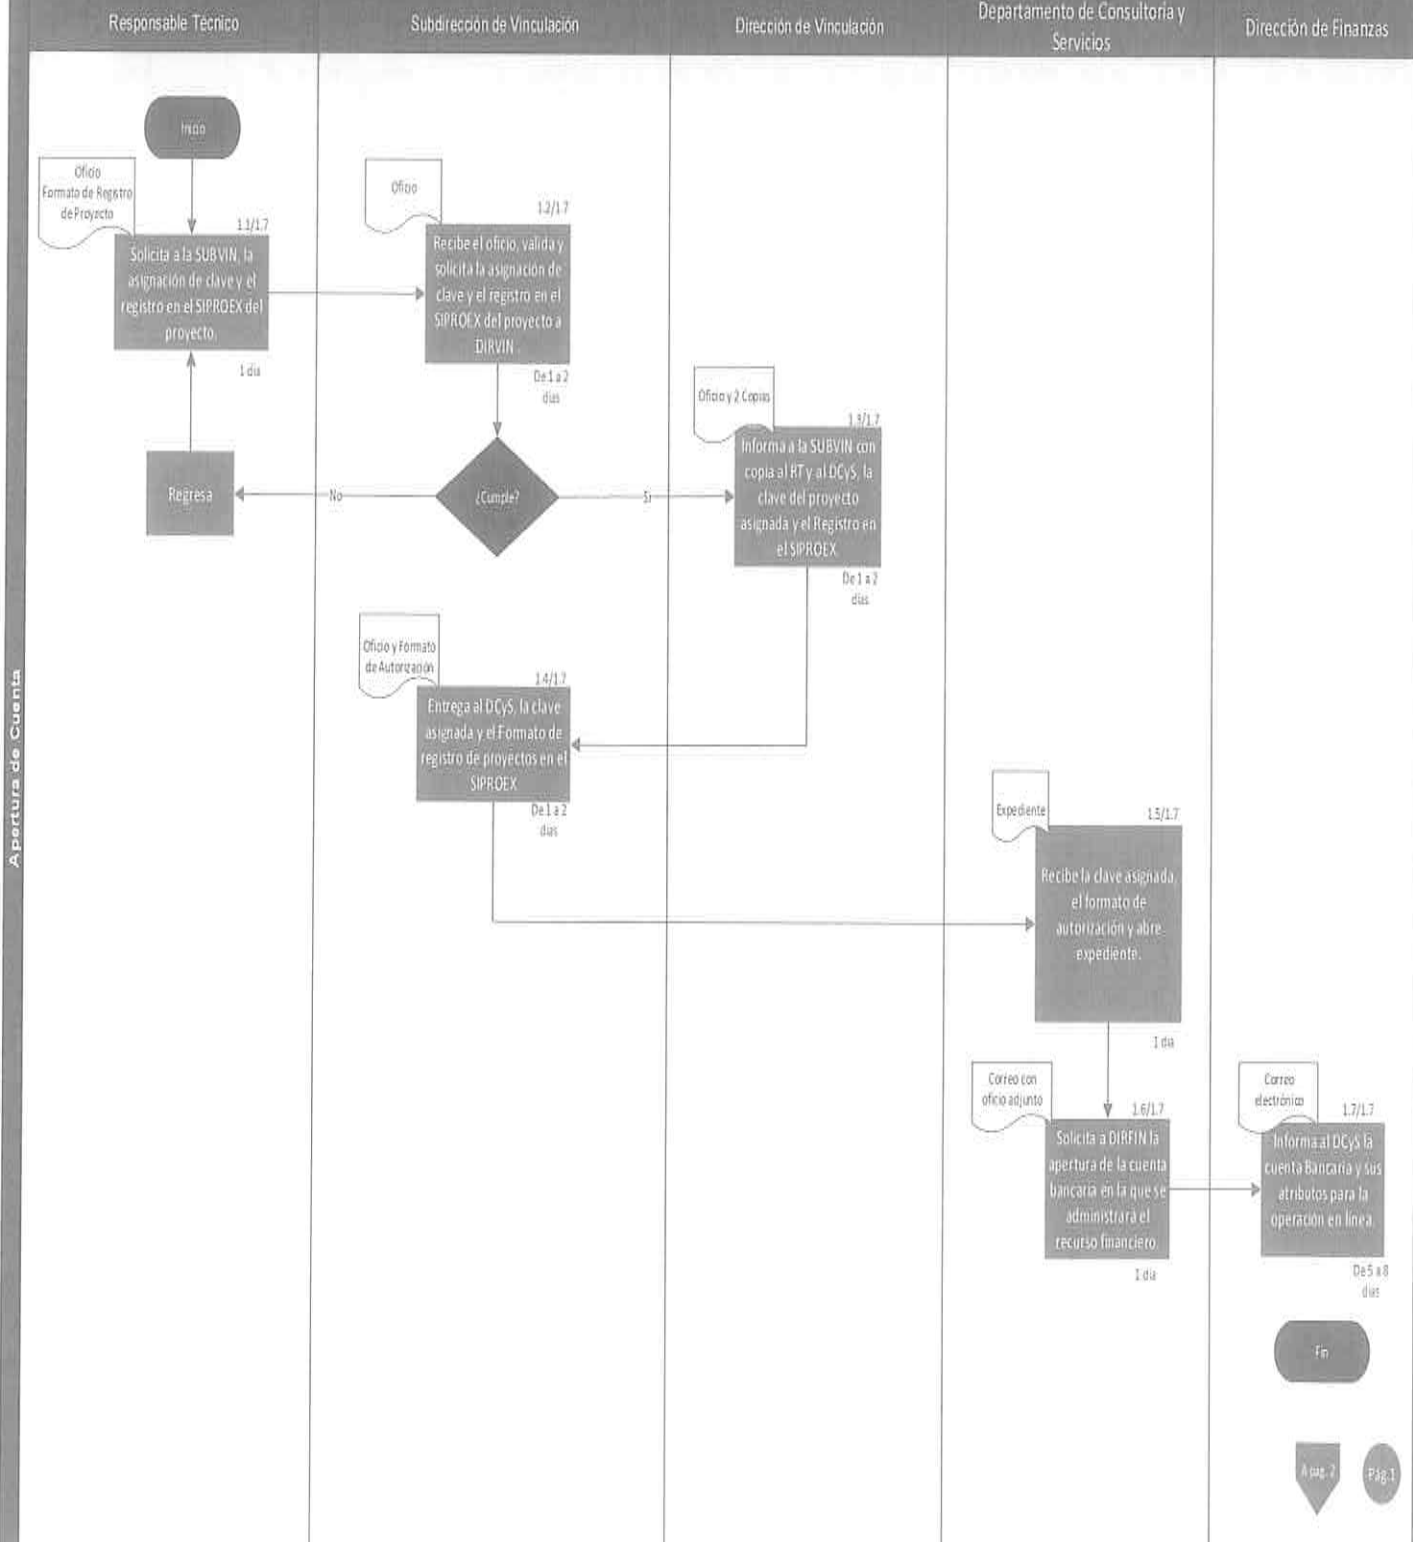 Responsable Técnico
Subdirección de Vinculación
Dirección de Vinculación
Departamento de Consultoría y
Servicios
Dirección de Finanzas
Apertura de Cuenta
Inicio
Oficio
Formato de Registro
de Proyecto
1.1/1.7
Solicita a la SUBVIN, la
asignación de clave y el
registro en el SIPROEX del
proyecto.
1 día
Oficio
1.2/1.7
Recibe el oficio, valida y
solicita la asignación de
clave y el registro en el
SIPROEX del proyecto a
DIRVIN
De 1 a 2
días
¿Cumple?
No
Regresa
Si
Oficio y 2 Copias
1.3/1.7
Informa a la SUBVIN con
copia al RT y al DCyS, la
clave del proyecto
asignada y el Registro en
el SIPROEX
De 1 a 2
días
Oficio y Formato
de Autorización
1.4/1.7
Entrega al DCyS, la clave
asignada y el Formato de
registro de proyectos en el
SIPROEX
De 1 a 2
días
Expediente
1.5/1.7
Recibe la clave asignada,
el formato de
autorización y abre
expediente.
1 día
Correo con
oficio adjunto
1.6/1.7
Solicita a DIRFIN la
apertura de la cuenta
bancaria en la que se
administrará el
recurso financiero.
1 día
Correo
electrónico
1.7/1.7
Informa al DCyS la
cuenta Bancaria y sus
atributos para la
operación en línea.
De 5 a 8
días
Fin
A pag. 2
Pág.1